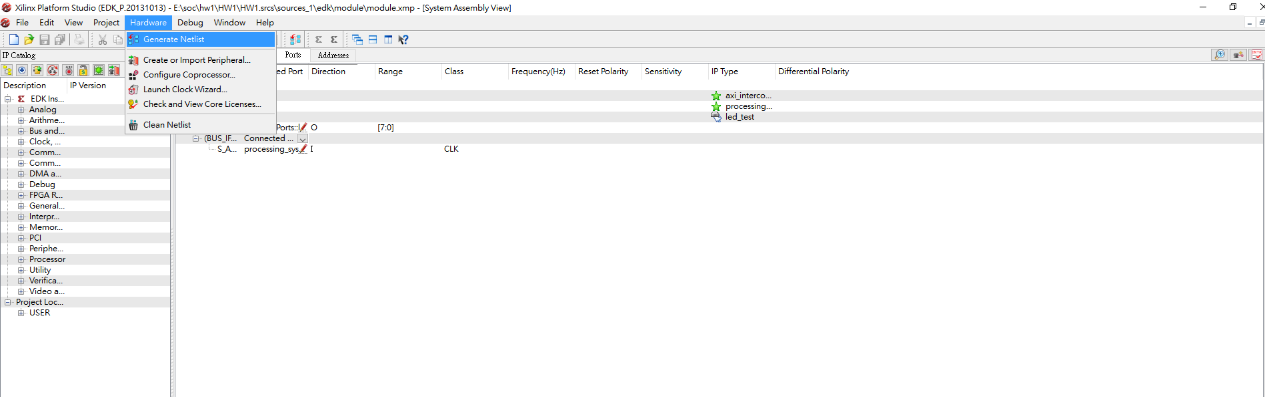 Xilinx Platform Studio (EDK_P.20131013) - E:\soc\hw1\HW1\HW1.srcs\sources_1\edk\module\module.xmp - [System Assembly View]
File Edit View Project Hardware Debug Window Help
Generate Netlist
Create or Import Peripheral...
Configure Coprocessor...
Launch Clock Wizard...
Check and View Core Licenses...
Clean Netlist
IP Catalog
Description IP Version
EDK Ins...
Analog
Arithme...
Bus and...
Clock, ...
Comm...
Comm...
DMA a...
Debug
FPGA R...
General...
Interpr...
Memor...
PCI
Periphe...
Processor
Utility
Verifica...
Video a...
Project Loc...
USER
Ports Addresses
ed Port Direction Range Class Frequency(Hz) Reset Polarity Sensitivity IP Type Differential Polarity
axi_interco...
processing...
led_test
Ports:: O [7:0]
(BUS_IF... Connected ...
S_A... processing_sys I CLK